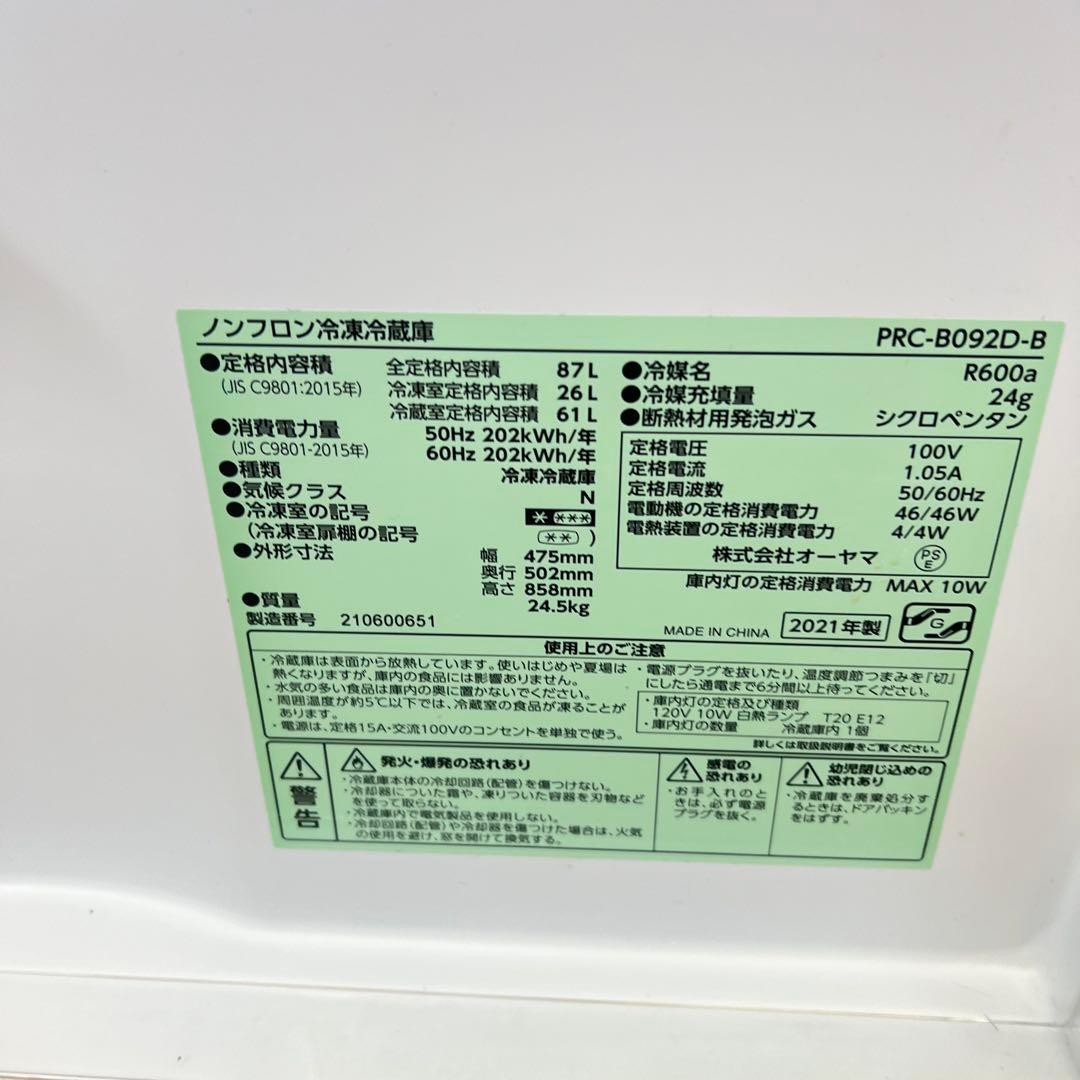 ノンフロン冷凍冷蔵庫 PRC-B092D-B
●定格内容積 全定格内容積 87L
(JIS C9801:2015年) 冷凍室定格内容積 26L
冷蔵室定格内容積 61L
●消費電力量 50Hz 202kWh/年
(JIS C9801-2015年) 60Hz 202kWh/年
●種類 冷凍冷蔵庫
●気候クラス N
●冷凍室の記号
(冷凍室扉棚の記号 )
●外形寸法 幅 475mm
奥行 502mm
高さ 858mm
●質量 24.5kg
製造番号 210600651
●冷媒名 R600a
●冷媒充填量 24g
●断熱材用発泡ガス シクロペンタン
定格電圧 100V
定格電流 1.05A
定格周波数 50/60Hz
電動機の定格消費電力 46/46W
電熱装置の定格消費電力 4/4W
株式会社オーヤマ PSE
庫内灯の定格消費電力 MAX 10W
MADE IN CHINA 2021年製 G
使用上のご注意
・冷蔵庫は表面から放熱しています。使いはじめや夏場は
熱くなりますが、庫内の食品には影響ありません。
・水気の多い食品は庫内の奥に置かないでください。
・周囲温度が約5℃以下では、冷蔵室の食品が凍ることが
あります。
・電源は、定格15A・交流100Vのコンセントを単独で使う。
・電源プラグを抜いたり、温度調節つまみを「切」
にしたら通電まで6分間以上待ってください。
・庫内灯の定格及び種類
120V 10W 白熱ランプ T20 E12
・庫内灯の数量 冷蔵庫内 1個
詳しくは取扱説明書をご覧ください。
警告
発火・爆発の恐れあり
・冷蔵庫本体の冷却回路(配管)を傷つけない。
・冷却器についた霜や、凍りついた容器を刃物など
を使って取らない。
・冷蔵庫内で電気製品を使用しない。
・冷却回路(配管)や冷却器を傷つけた場合は、火気
の使用を避け、窓を開けて換気する。
感電の
恐れあり
・お手入れのと
きは、必ず電源
プラグを抜く。
幼児閉じ込めの
恐れあり
・冷蔵庫を廃棄処分す
るときは、ドアパッキン
をはずす。